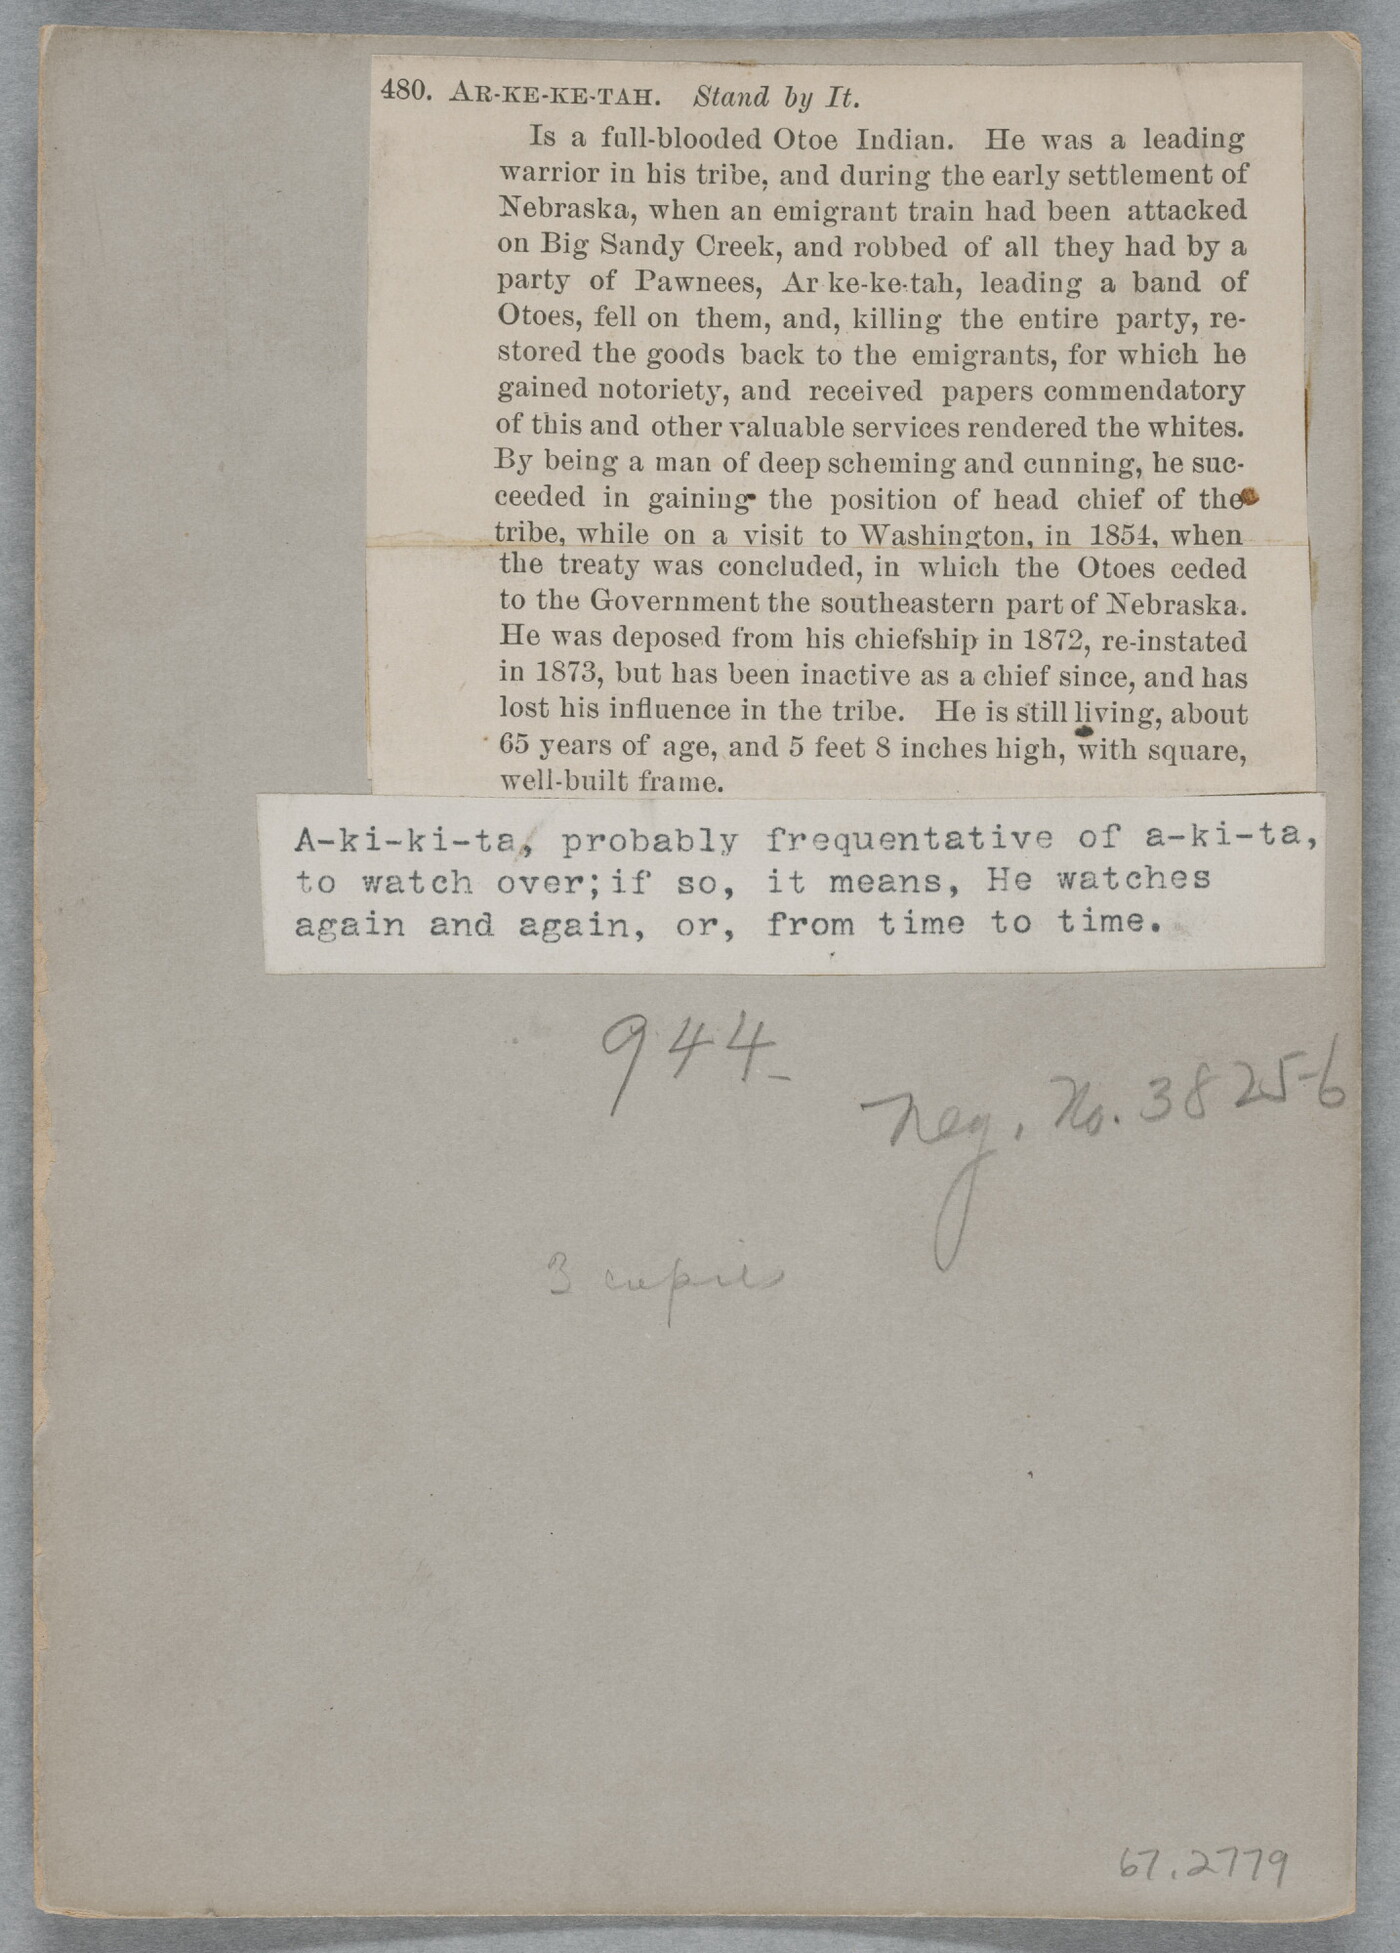 480. AR-KE-KE-TAH. Stand by It.
Is a full-blooded Otoe Indian. He was a leading
warrior in his tribe, and during the early settlement of
Nebraska, when an emigrant train had been attacked
on Big Sandy Creek, and robbed of all they had by a
party of Pawnees, Ar ke-ke-tah, leading a band of
Otoes, fell on them, and, killing the entire party, re-
stored the goods back to the emigrants, for which he
gained notoriety, and received papers commendatory
of this and other valuable services rendered the whites.
By being a man of deep scheming and cunning, he suc-
ceeded in gaining the position of head chief of the
tribe, while on a visit to Washington, in 1854, when
the treaty was concluded, in which the Otoes ceded
to the Government the southeastern part of Nebraska.
He was deposed from his chiefship in 1872, re-instated
in 1873, but has been inactive as a chief since, and has
lost his influence in the tribe. He is still living, about
65 years of age, and 5 feet 8 inches high, with square,
well-built frame.
A-ki-ki-ta, probably frequentative of a-ki-ta,
to watch over;if so, it means, He watches
again and again, or, from time to time.
944
Neg. No. 3825-b
3 copies
67.2779